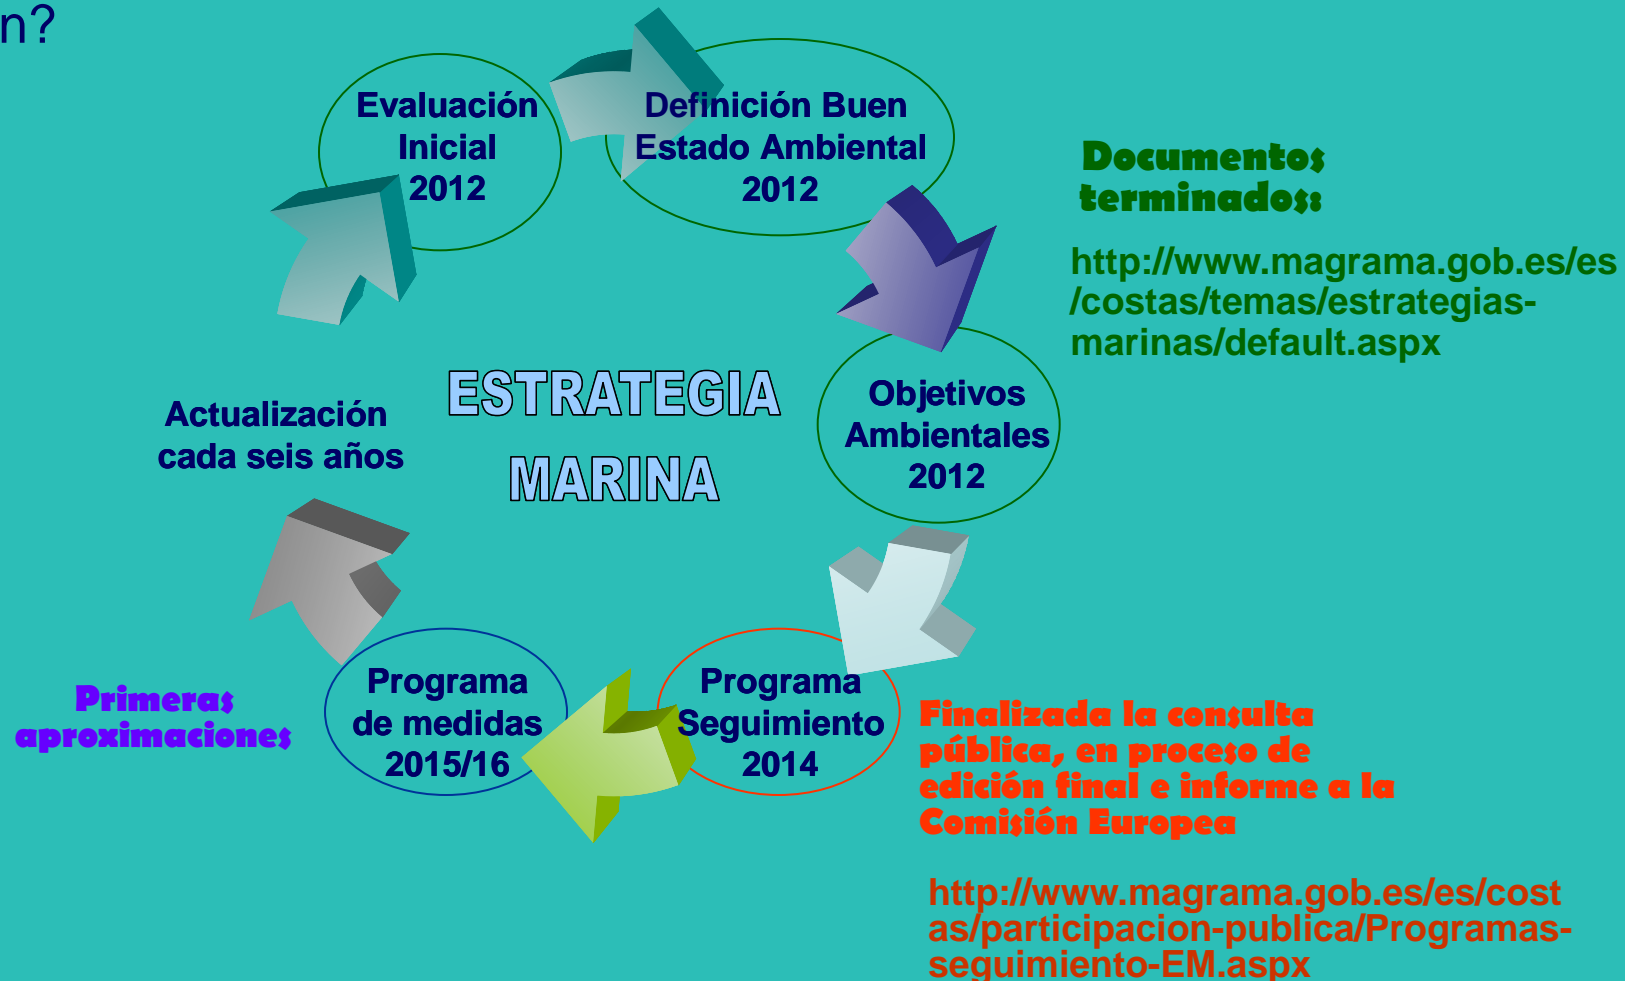 n?
Evaluación
Inicial
2012
Definición Buen
Estado Ambiental
2012
Documentos
terminados:
http://www.magrama.gob.es/es
/costas/temas/estrategias-
marinas/default.aspx
Objetivos
Ambientales
2012
ESTRATEGIA
MARINA
Actualización
cada seis años
Programa
Seguimiento
2014
Finalizada la consulta
pública, en proceso de
edición final e informe a la
Comisión Europea
http://www.magrama.gob.es/es/cost
as/participacion-publica/Programas-
seguimiento-EM.aspx
Programa
de medidas
2015/16
Primeras
aproximaciones